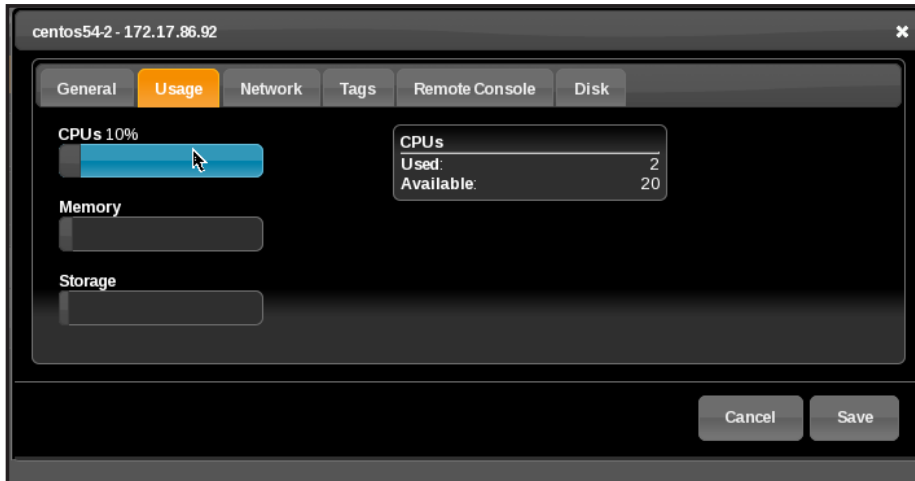 centos54-2 - 172.17.86.92
General Usage Network Tags Remote Console Disk
CPUs 10%
CPUs
Used: 2
Available: 20
Memory
Storage
Cancel Save